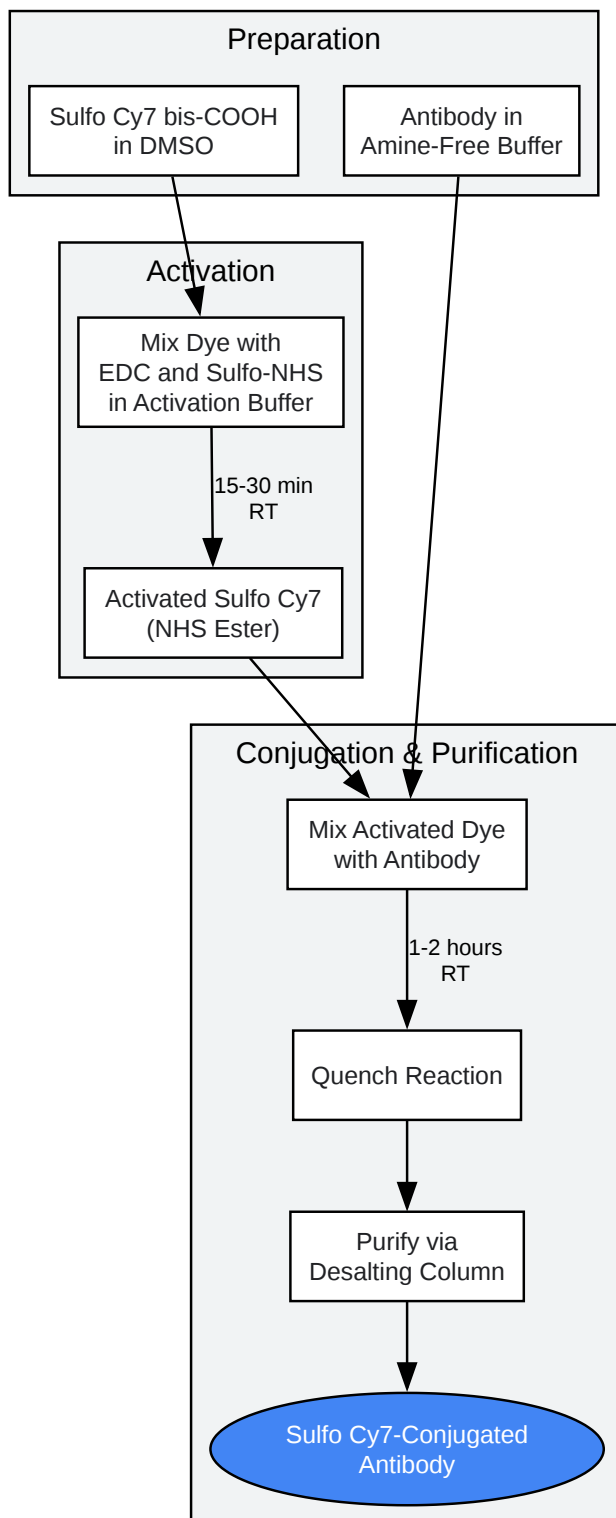 Preparation
Sulfo Cy7 bis-COOH
in DMSO
Antibody in
Amine-Free Buffer
Activation
Mix Dye with
EDC and Sulfo-NHS
in Activation Buffer
15-30 min
RT
Activated Sulfo Cy7
(NHS Ester)
Conjugation & Purification
Mix Activated Dye
with Antibody
1-2 hours
RT
Quench Reaction
Purify via
Desalting Column
Sulfo Cy7-Conjugated
Antibody